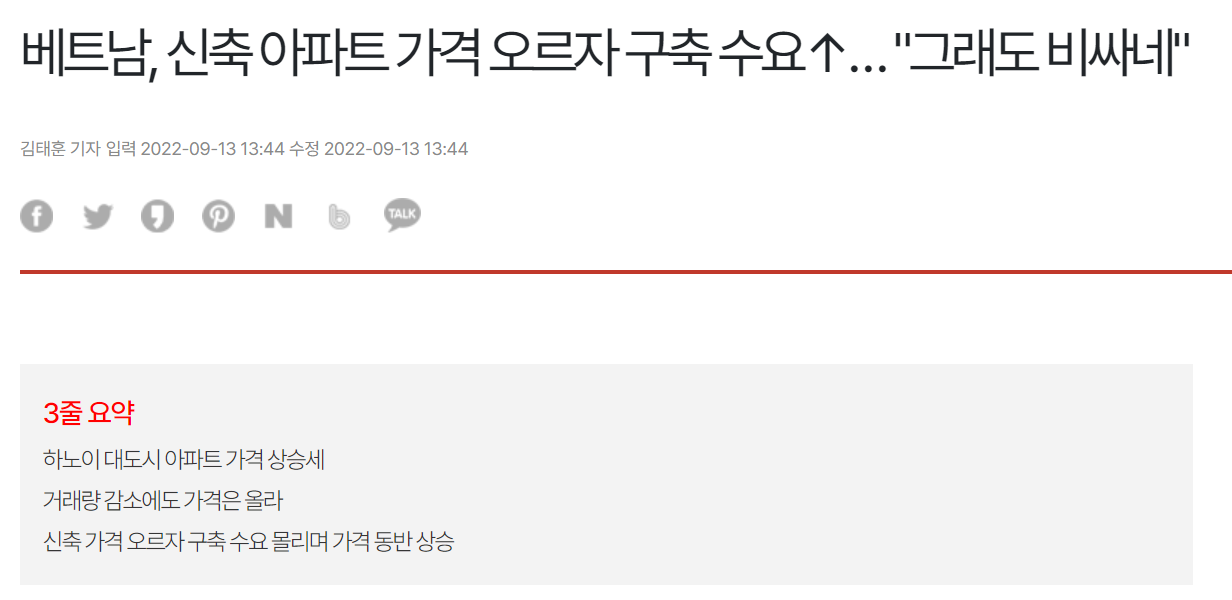 베트남, 신축 아파트 가격 오르자 구축 수요↑…"그래도 비싸네"
김태훈 기자 입력 2022-09-13 13:44 수정 2022-09-13 13:44
TALK
3줄 요약
하노이 대도시 아파트 가격 상승세
거래량 감소에도 가격은 올라
신축 가격 오르자 구축 수요 몰리며 가격 동반 상승